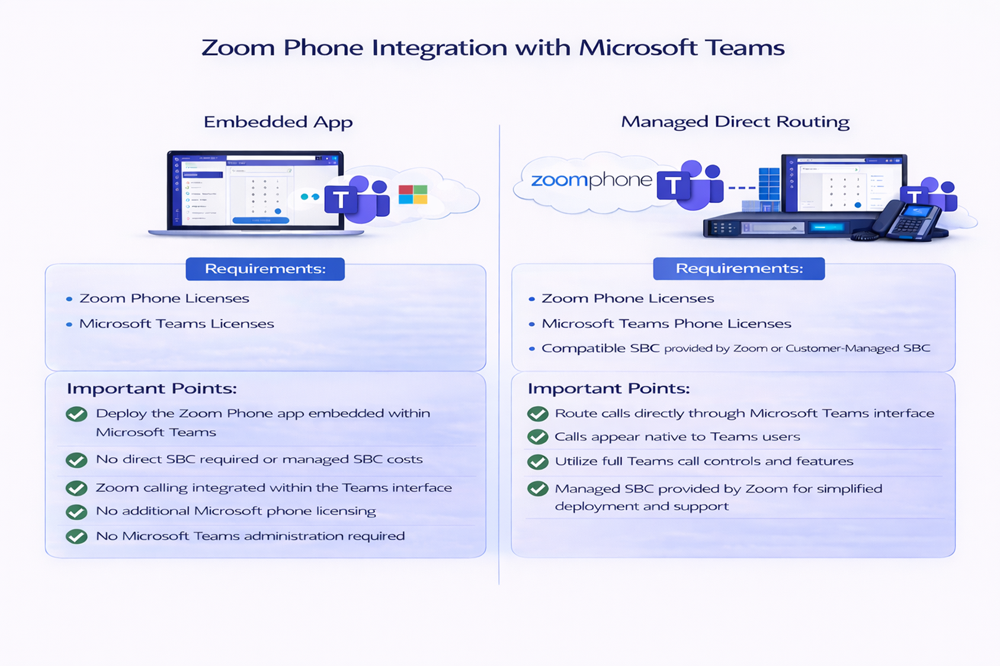 Zoom Phone Integration with Microsoft Teams
Embedded App
T
Requirements:
• Zoom Phone Licenses
• Microsoft Teams Licenses
Important Points:
Deploy the Zoom Phone app embedded within
Microsoft Teams
No direct SBC required or managed SBC costs
Zoom calling integrated within the Teams interface
No additional Microsoft phone licensing
No Microsoft Teams administration required
Managed Direct Routing
zoomphone
T
T
Requirements:
• Zoom Phone Licenses
• Microsoft Teams Phone Licenses
• Compatible SBC provided by Zoom or Customer-Managed SBC
Important Points:
Route calls directly through Microsoft Teams interface
Calls appear native to Teams users
Utilize full Teams call controls and features
Managed SBC provided by Zoom for simplified
deployment and support